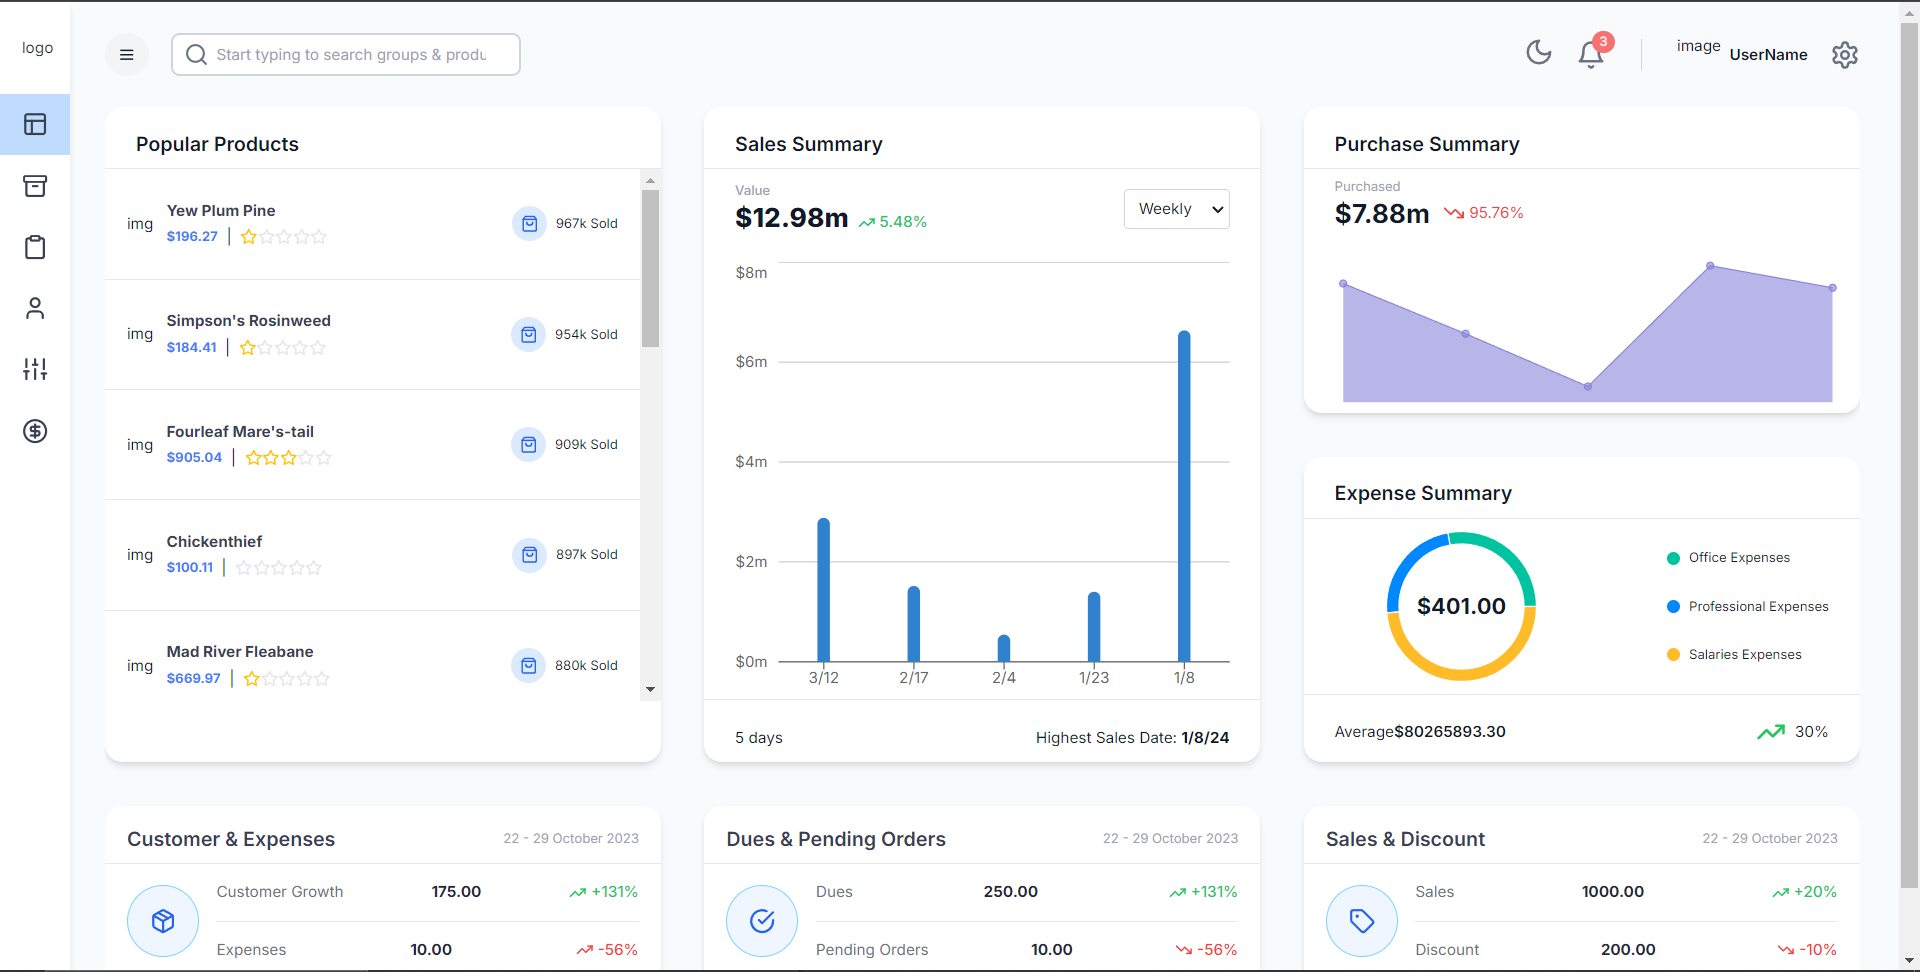 logo
Start typing to search groups & produ
3
image
UserName
Popular Products
img
Yew Plum Pine
$196.27
967k Sold
img
Simpson's Rosinweed
$184.41
954k Sold
img
Fourleaf Mare's-tail
$905.04
909k Sold
img
Chickenthief
$100.11
897k Sold
img
Mad River Fleabane
$669.97
880k Sold
Sales Summary
Value
$12.98m
5.48%
Weekly
$8m
$6m
$4m
$2m
$0m
3/12 2/17 2/4 1/23 1/8
5 days
Highest Sales Date: 1/8/24
Purchase Summary
Purchased
$7.88m
95.76%
Expense Summary
$401.00
Office Expenses
Professional Expenses
Salaries Expenses
Average$80265893.30
30%
Customer & Expenses
22 - 29 October 2023
Customer Growth 175.00 +131%
Expenses 10.00 -56%
Dues & Pending Orders
22 - 29 October 2023
Dues 250.00 +131%
Pending Orders 10.00 -56%
Sales & Discount
22 - 29 October 2023
Sales 1000.00 +20%
Discount 200.00 -10%